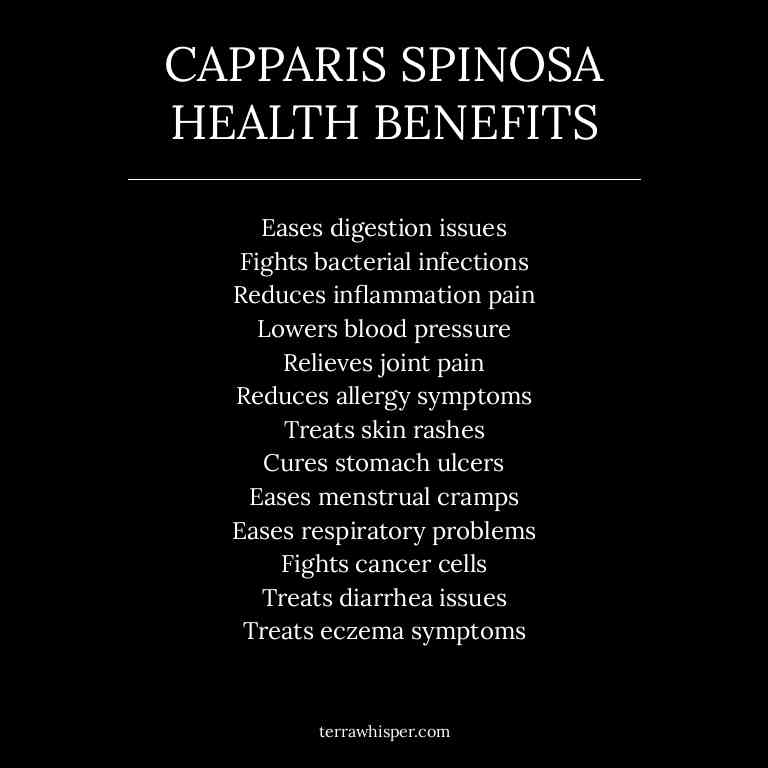 CAPPARIS SPINOSA
HEALTH BENEFITS
Eases digestion issues
Fights bacterial infections
Reduces inflammation pain
Lowers blood pressure
Relieves joint pain
Reduces allergy symptoms
Treats skin rashes
Cures stomach ulcers
Eases menstrual cramps
Eases respiratory problems
Fights cancer cells
Treats diarrhea issues
Treats eczema symptoms
terrawhisper.com